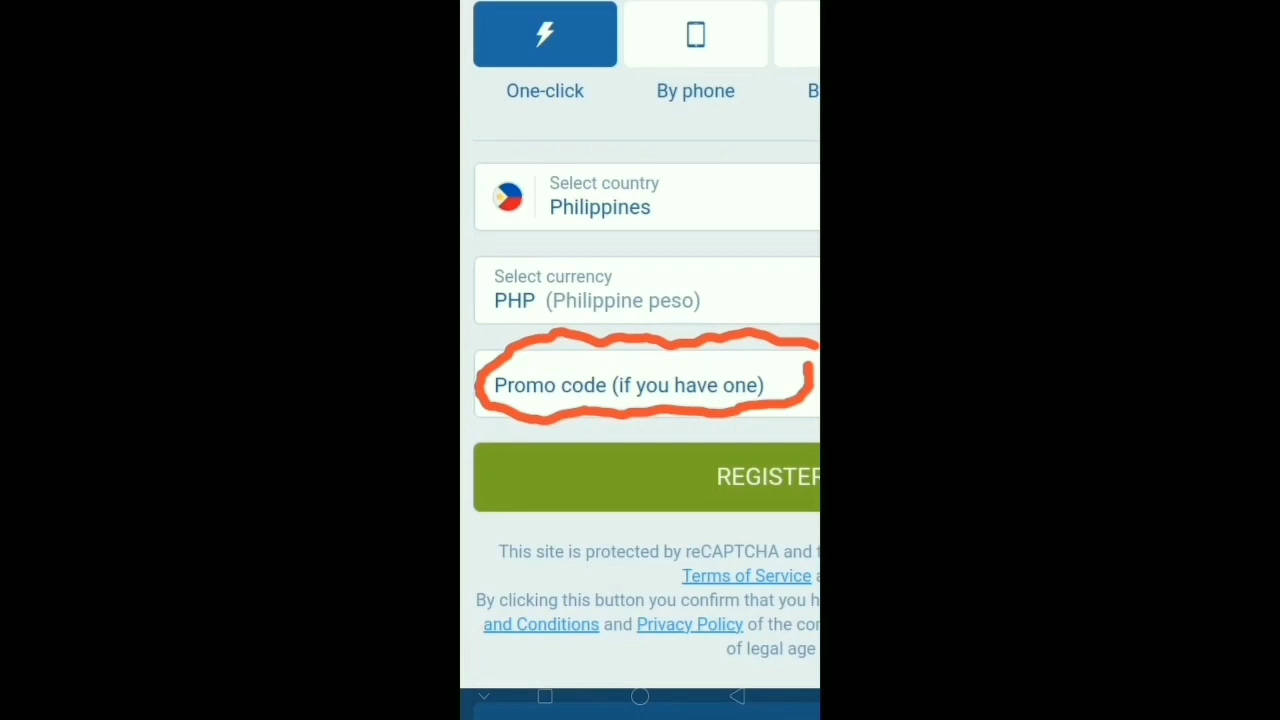 One-click
By phone
B
Select country
Philippines
Select currency
PHP (Philippine peso)
Promo code (if you have one)
REGISTER
This site is protected by reCAPTCHA and t
Terms of Service a
By clicking this button you confirm that you h
and Conditions and Privacy Policy of the cor
of legal age